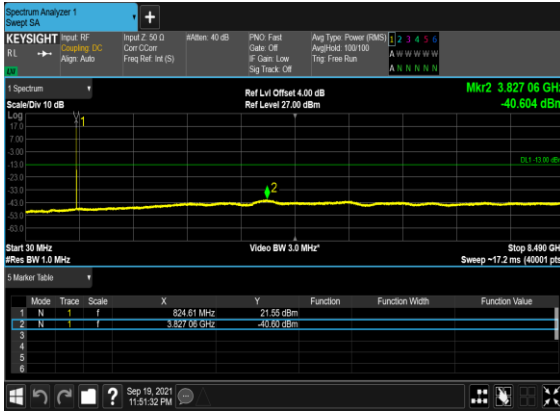 Spectrum Analyzer 1
Swept SA
+
KEYSIGHT
RL
Input: RF
Coupling: DC
Align: Auto
Input Z: 50 Ω
Corr CCorr
Freq Ref: Int (S)
#Atten: 40 dB
PNO: Fast
Gate: Off
IF Gain: Low
Sig Track: Off
Avg Type: Power (RMS)
Avg|Hold: 100/100
Trig: Free Run
1 2 3 4 5 6
A W W W W W
A N N N N N
1 Spectrum
Scale/Div 10 dB
Ref Lvl Offset 4.00 dB
Ref Level 27.00 dBm
Mkr2 3.827 06 GHz
-40.604 dBm
Log
17.0
7.00
-3.00
-13.0
-23.0
-33.0
-43.0
-53.0
-63.0
1
2
DL1 -13.00 dBm
Start 30 MHz
#Res BW 1.0 MHz
Video BW 3.0 MHz*
Stop 8.490 GH
Sweep ~17.2 ms (40001 pts
5 Marker Table
Mode Trace Scale X Y Function Function Width Function Value
1 N 1 f 824.61 MHz 21.55 dBm
2 N 1 f 3.827 06 GHz -40.60 dBm
3
4
5
6
?
Sep 19, 2021
11:51:32 PM